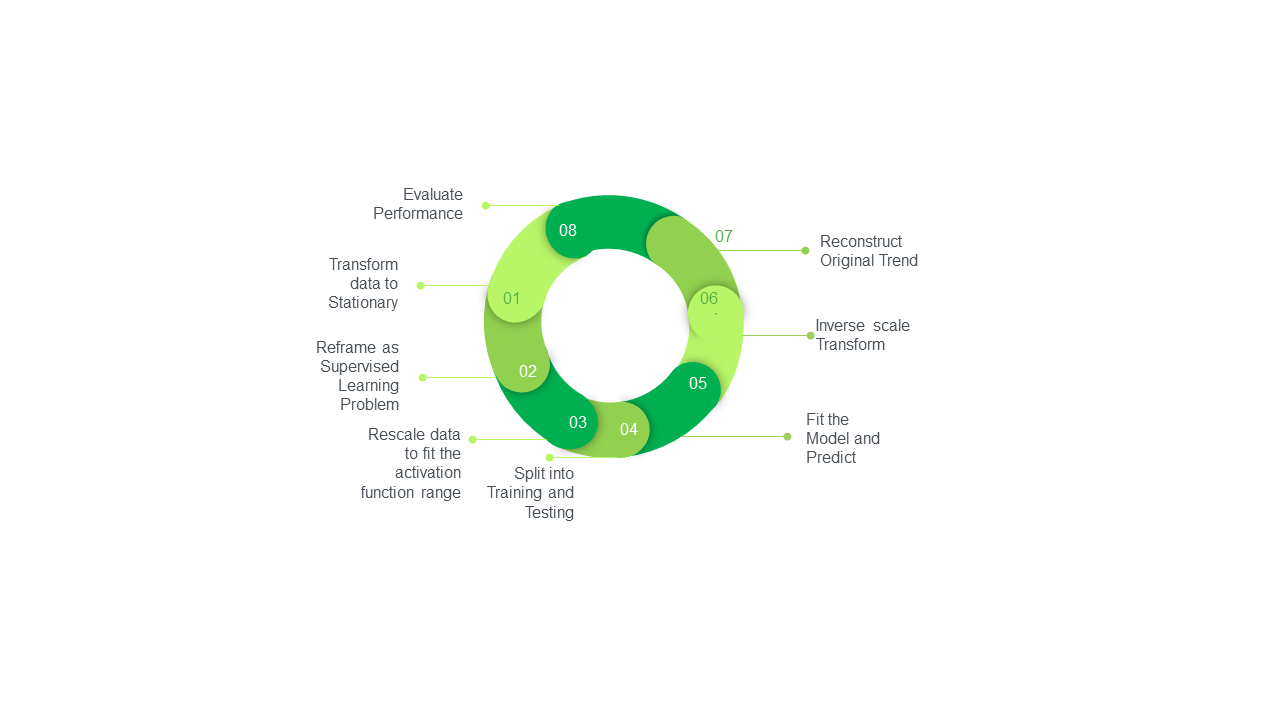 Evaluate
Performance
08
Transform
data to
Stationary
01
Reframe as
Supervised
Learning
Problem
02
Rescale data
to fit the
activation
function range
03
Split into
Training and
Testing
04
Fit the
Model and
Predict
05
Inverse scale
Transform
06
.
Reconstruct
Original Trend
07